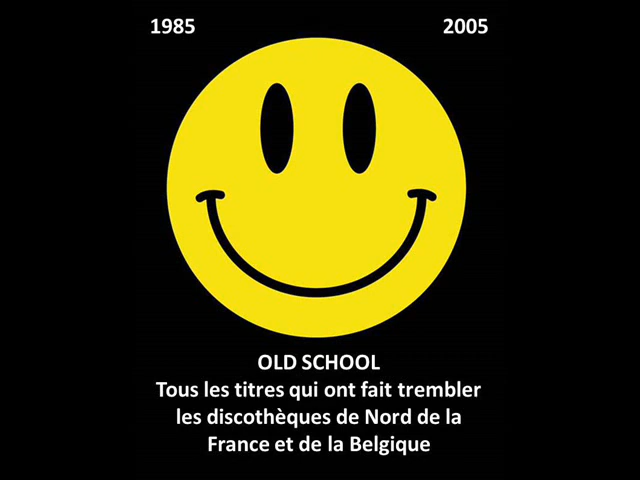 1985 2005
OLD SCHOOL
Tous les titres qui ont fait trembler
les discothèques de Nord de la
France et de la Belgique